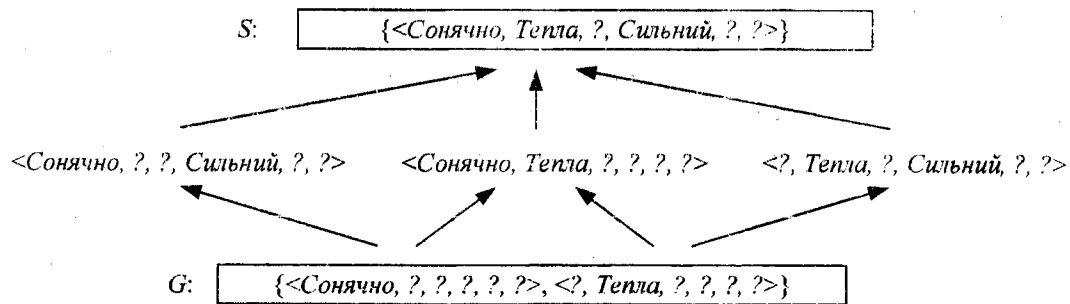 S: {<Сонячно, Тепла, ?, Сильний, ?, ?>}
<Сонячно, ?, ?, Сильний, ?, ?> <Сонячно, Тепла, ?, ?, ?, ?> <?, Тепла, ?, Сильний, ?, ?>
G: {<Сонячно, ?, ?, ?, ?, ?>, <?, Тепла, ?, ?, ?, ?>}